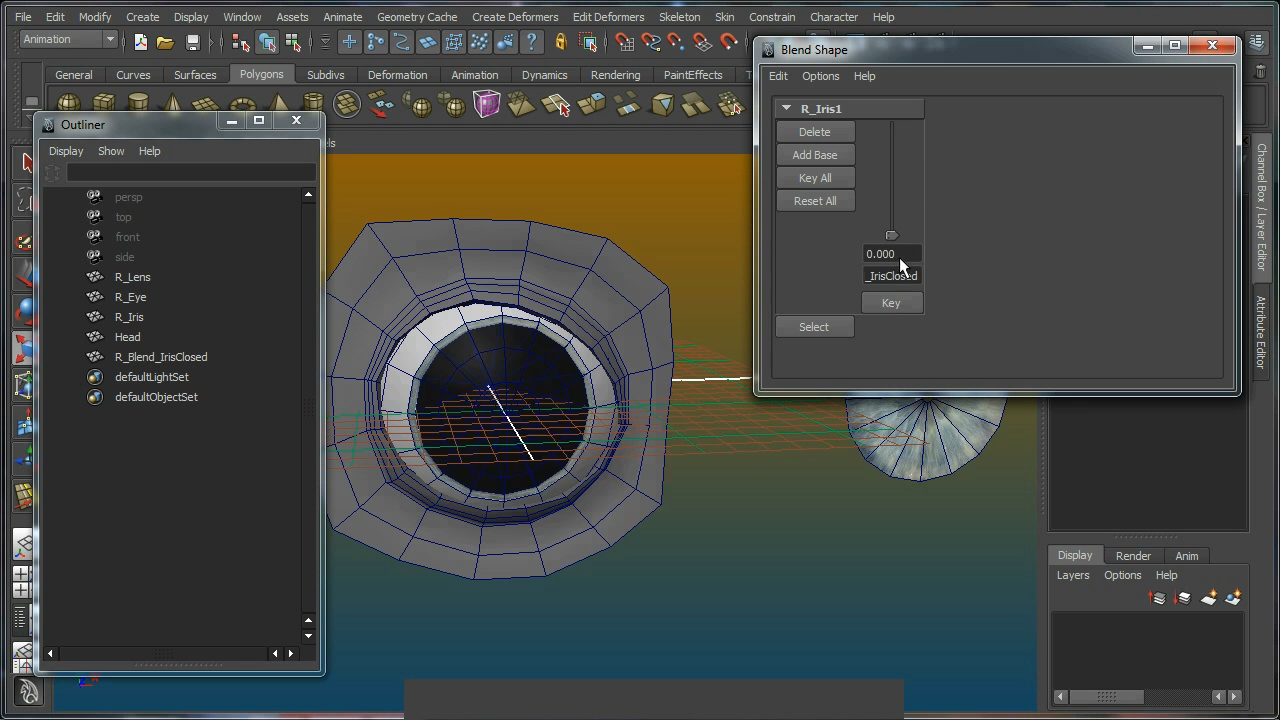 File Edit Modify Create Display Window Assets Animate Geometry Cache Create Deformers Edit Deformers Skeleton Skin Constrain Character Help
Animation
General Curves Surfaces Polygons Subdivs Deformation Animation Dynamics Rendering PaintEffects
Outliner
Display Show Help
persp
top
front
side
R_Lens
R_Eye
R_Iris
Head
R_Blend_IrisClosed
defaultLightSet
defaultObjectSet
Blend Shape
Edit Options Help
R_Iris1
Delete
Add Base
Key All
Reset All
0.000
_IrisClosed
Key
Select
Channel Box / Layer Editor
Attribute Editor
Display Render Anim
Layers Options Help